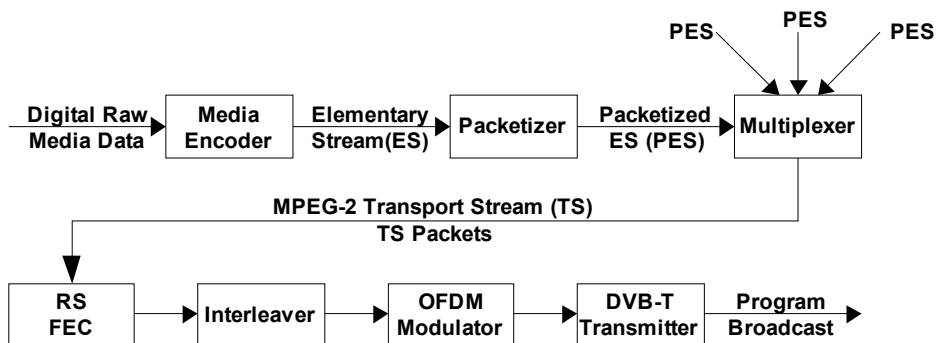 PES
PES
PES
Digital Raw
Media Data
Media
Encoder
Elementary
Stream(ES)
Packetizer
Packetized
ES (PES)
Multiplexer
MPEG-2 Transport Stream (TS)
TS Packets
RS
FEC
Interleaver
OFDM
Modulator
DVB-T
Transmitter
Program
Broadcast